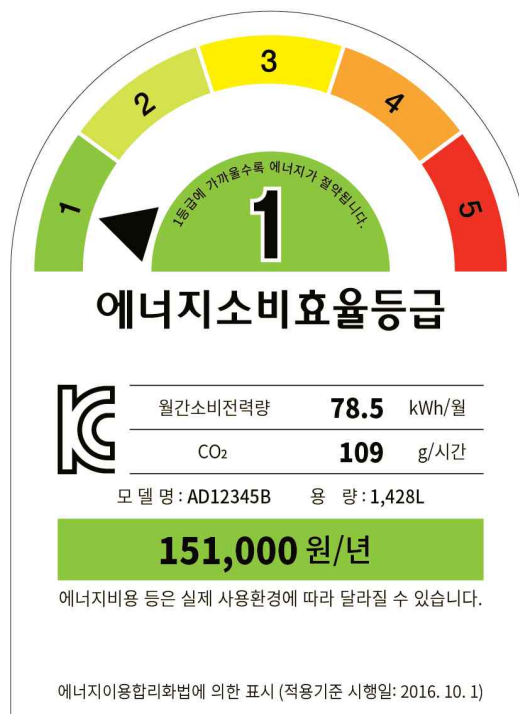 1 2 3 4 5
1등급에 가까울수록 에너지가 절약됩니다.
1
에너지소비효율등급
월간소비전력량 78.5 kWh/월
CO₂ 109 g/시간
모 델 명 : AD12345B 용 량 : 1,428L
151,000 원/년
에너지비용 등은 실제 사용환경에 따라 달라질 수 있습니다.
에너지이용합리화법에 의한 표시 (적용기준 시행일: 2016. 10. 1)